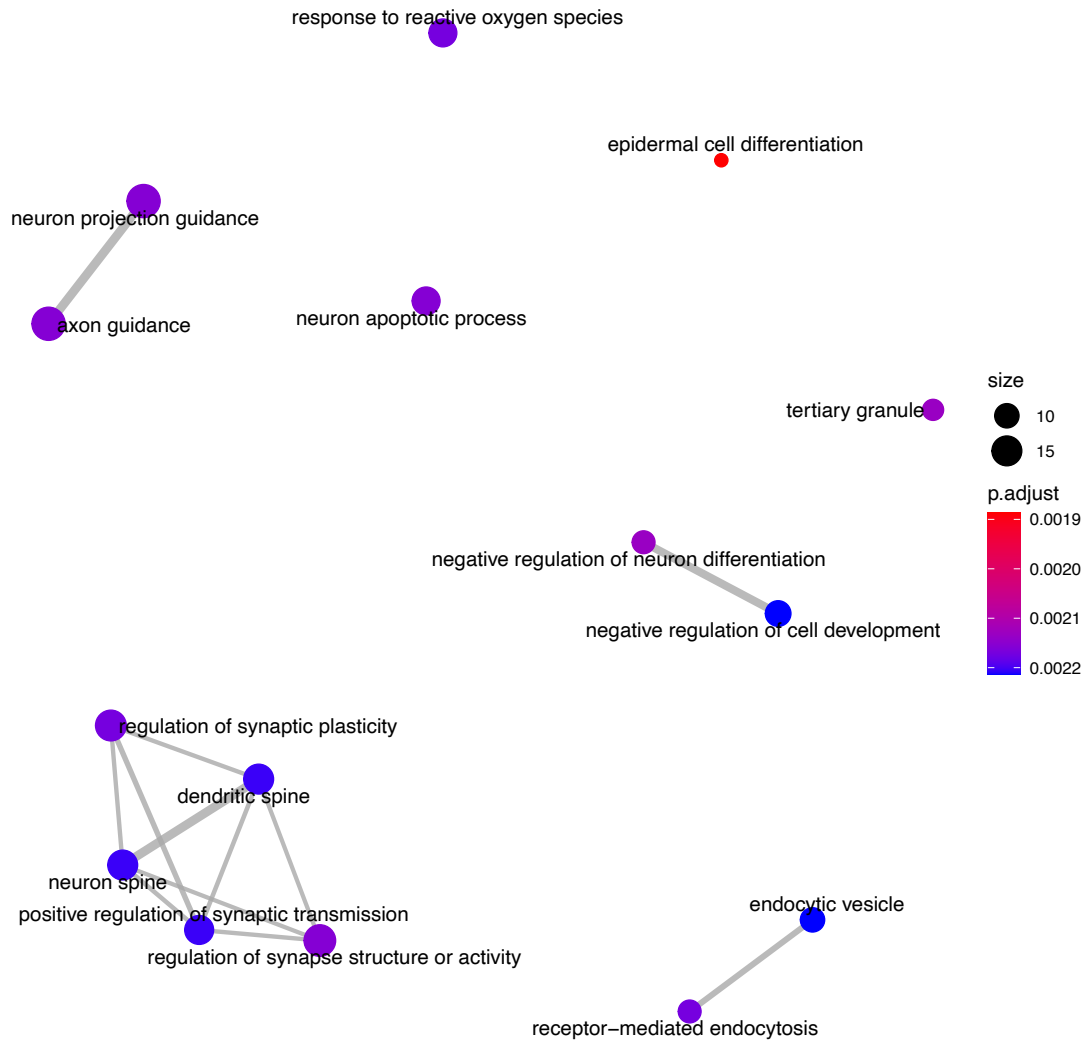 response to reactive oxygen species
epidermal cell differentiation
neuron projection guidance
axon guidance
neuron apoptotic process
tertiary granule
size
10
15
p.adjust
0.0019
0.0020
0.0021
0.0022
negative regulation of neuron differentiation
negative regulation of cell development
regulation of synaptic plasticity
dendritic spine
neuron spine
positive regulation of synaptic transmission
regulation of synapse structure or activity
endocytic vesicle
receptor−mediated endocytosis